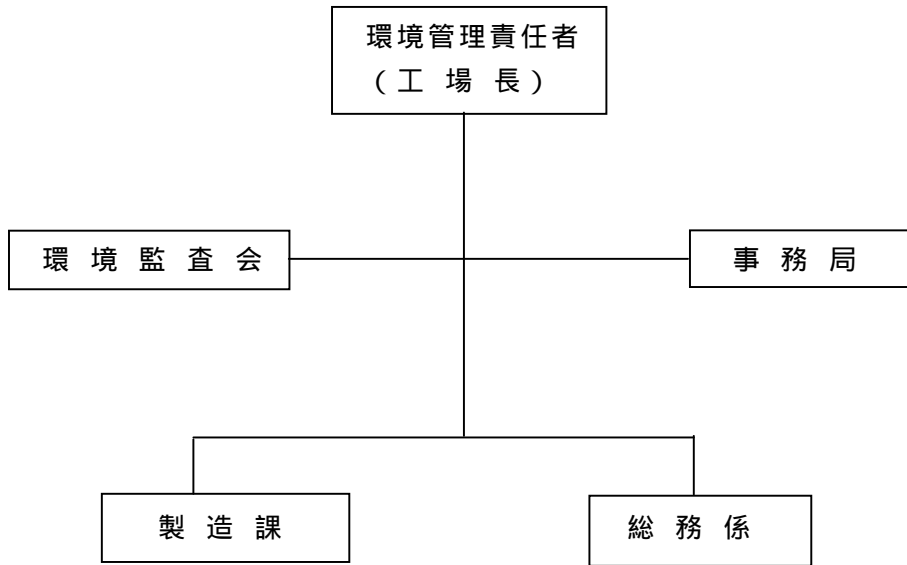 環境管理責任者
(工 場 長)
環 境 監 査 会
事 務 局
製 造 課
総 務 係